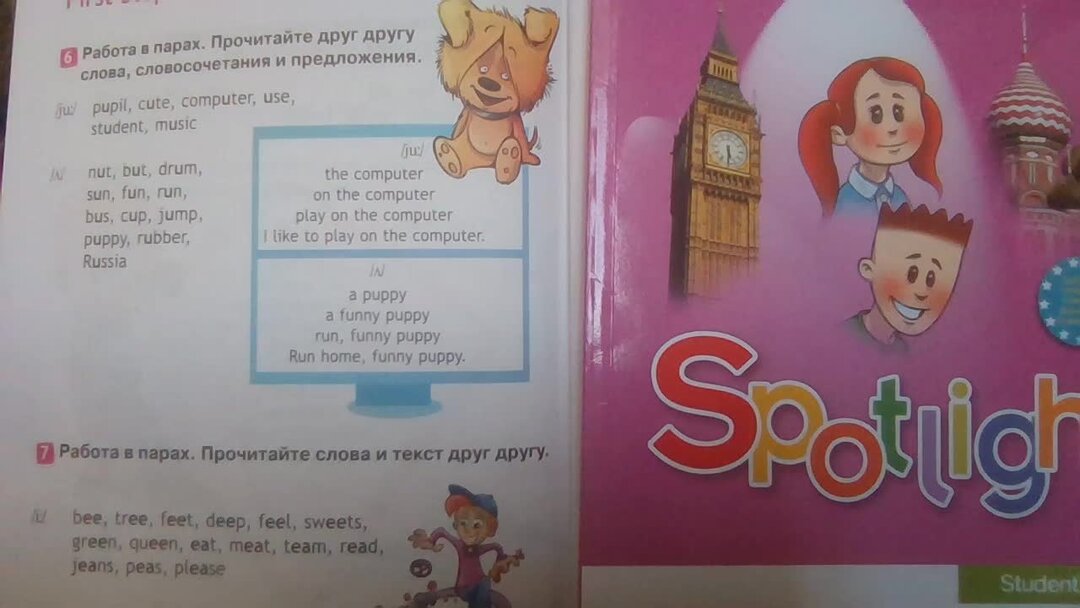 6 Работа в парах. Прочитайте друг другу
слова, словосочетания и предложения.
/ju:/ pupil, cute, computer, use,
student, music
/ʌ/ nut, but, drum,
sun, fun, run,
bus, cup, jump,
puppy, rubber,
Russia
/ju:/
the computer
on the computer
play on the computer
I like to play on the computer.
/ʌ/
a puppy
a funny puppy
run, funny puppy
Run home, funny puppy.
7 Работа в парах. Прочитайте слова и текст друг другу.
/i:/ bee, tree, feet, deep, feel, sweets,
green, queen, eat, meat, team, read,
jeans, peas, please
Spotligh
Student